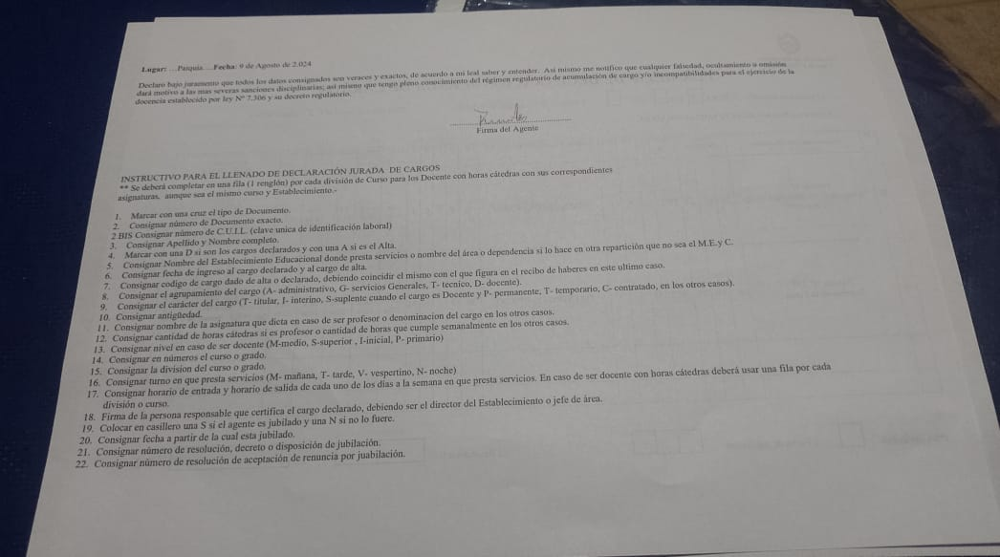 Lugar: ....Patquía.....Fecha: 9 de Agosto de 2.024
Declaro bajo juramento que todos los datos consignados son veraces y exactos, de acuerdo a mi leal saber y entender. Así mismo me notifico que cualquier falsedad, ocultamiento u omisión
dará motivo a las mas severas sanciones disciplinarias; así mismo que tengo pleno conocimiento del régimen regulatorio de acumulación de cargo y/o incompatibilidades para el ejercicio de la
docencia establecido por ley Nº 7.306 y su decreto regulatorio.
Firma del Agente
INSTRUCTIVO PARA EL LLENADO DE DECLARACIÓN JURADA DE CARGOS
** Se deberá completar en una fila (1 renglón) por cada división de Curso para los Docente con horas cátedras con sus correspondientes
asignaturas, aunque sea el mismo curso y Establecimiento.-
1. Marcar con una cruz el tipo de Documento.
2. Consignar número de Documento exacto.
2 BIS Consignar número de C.U.I.L. (clave unica de identificación laboral)
3. Consignar Apellido y Nombre completo.
4. Marcar con una D si son los cargos declarados y con una A si es el Alta.
5. Consignar Nombre del Establecimiento Educacional donde presta servicios o nombre del área o dependencia si lo hace en otra repartición que no sea el M.E.y C.
6. Consignar fecha de ingreso al cargo declarado y al cargo de alta.
7. Consignar codigo de cargo dado de alta o declarado, debiendo coincidir el mismo con el que figura en el recibo de haberes en este ultimo caso.
8. Consignar el agrupamiento del cargo (A- administrativo, G- servicios Generales, T- tecnico, D- docente).
9. Consignar el carácter del cargo (T- titular, I- interino, S-suplente cuando el cargo es Docente y P- permanente, T- temporario, C- contratado, en los otros casos).
10. Consignar antigüedad.
11. Consignar nombre de la asignatura que dicta en caso de ser profesor o denominacion del cargo en los otros casos.
12. Consignar cantidad de horas cátedras si es profesor o cantidad de horas que cumple semanalmente en los otros casos.
13. Consignar nivel en caso de ser docente (M-medio, S-superior , I-inicial, P- primario)
14. Consignar en números el curso o grado.
15. Consignar la division del curso o grado.
16. Consignar turno en que presta servicios (M- mañana, T- tarde, V- vespertino, N- noche)
17. Consignar horario de entrada y horario de salida de cada uno de los días a la semana en que presta servicios. En caso de ser docente con horas cátedras deberá usar una fila por cada
división o curso.
18. Firma de la persona responsable que certifica el cargo declarado, debiendo ser el director del Establecimiento o jefe de área.
19. Colocar en casillero una S si el agente es jubilado y una N si no lo fuere.
20. Consignar fecha a partir de la cual esta jubilado.
21. Consignar número de resolución, decreto o disposición de jubilación.
22. Consignar número de resolución de aceptación de renuncia por juabilación.